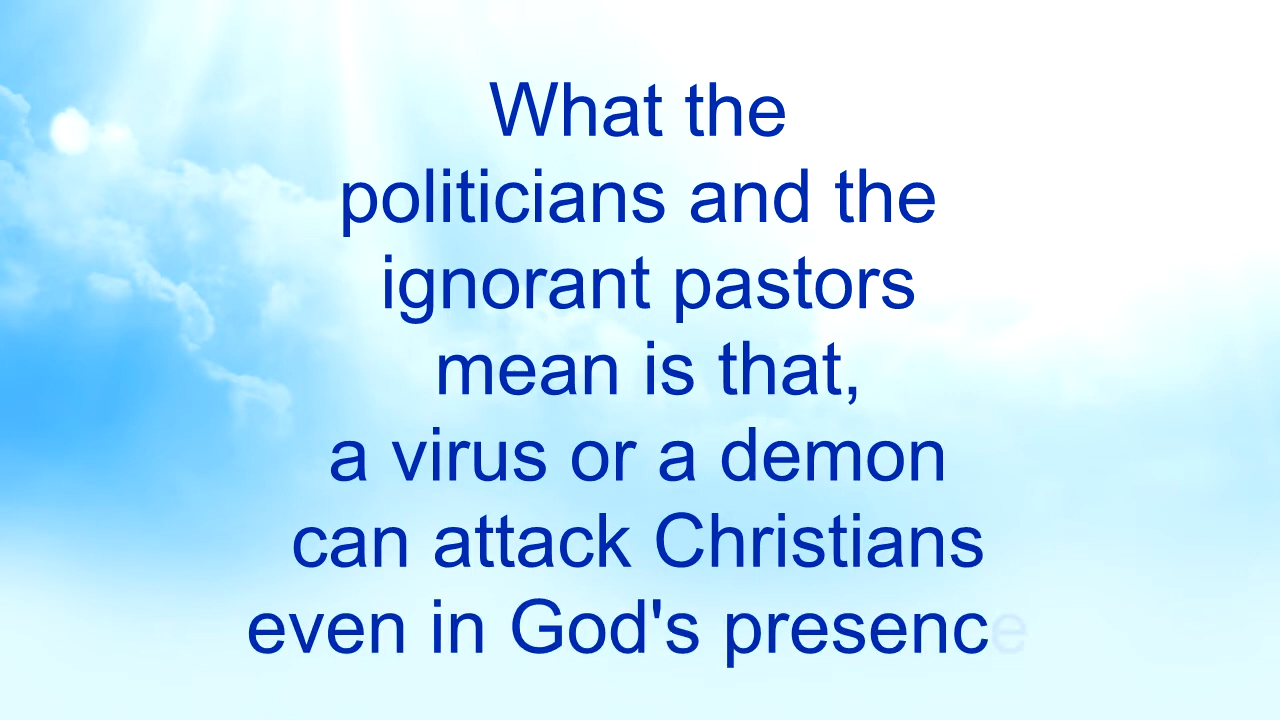 What the
politicians and the
ignorant pastors
mean is that,
a virus or a demon
can attack Christians
even in God's presence